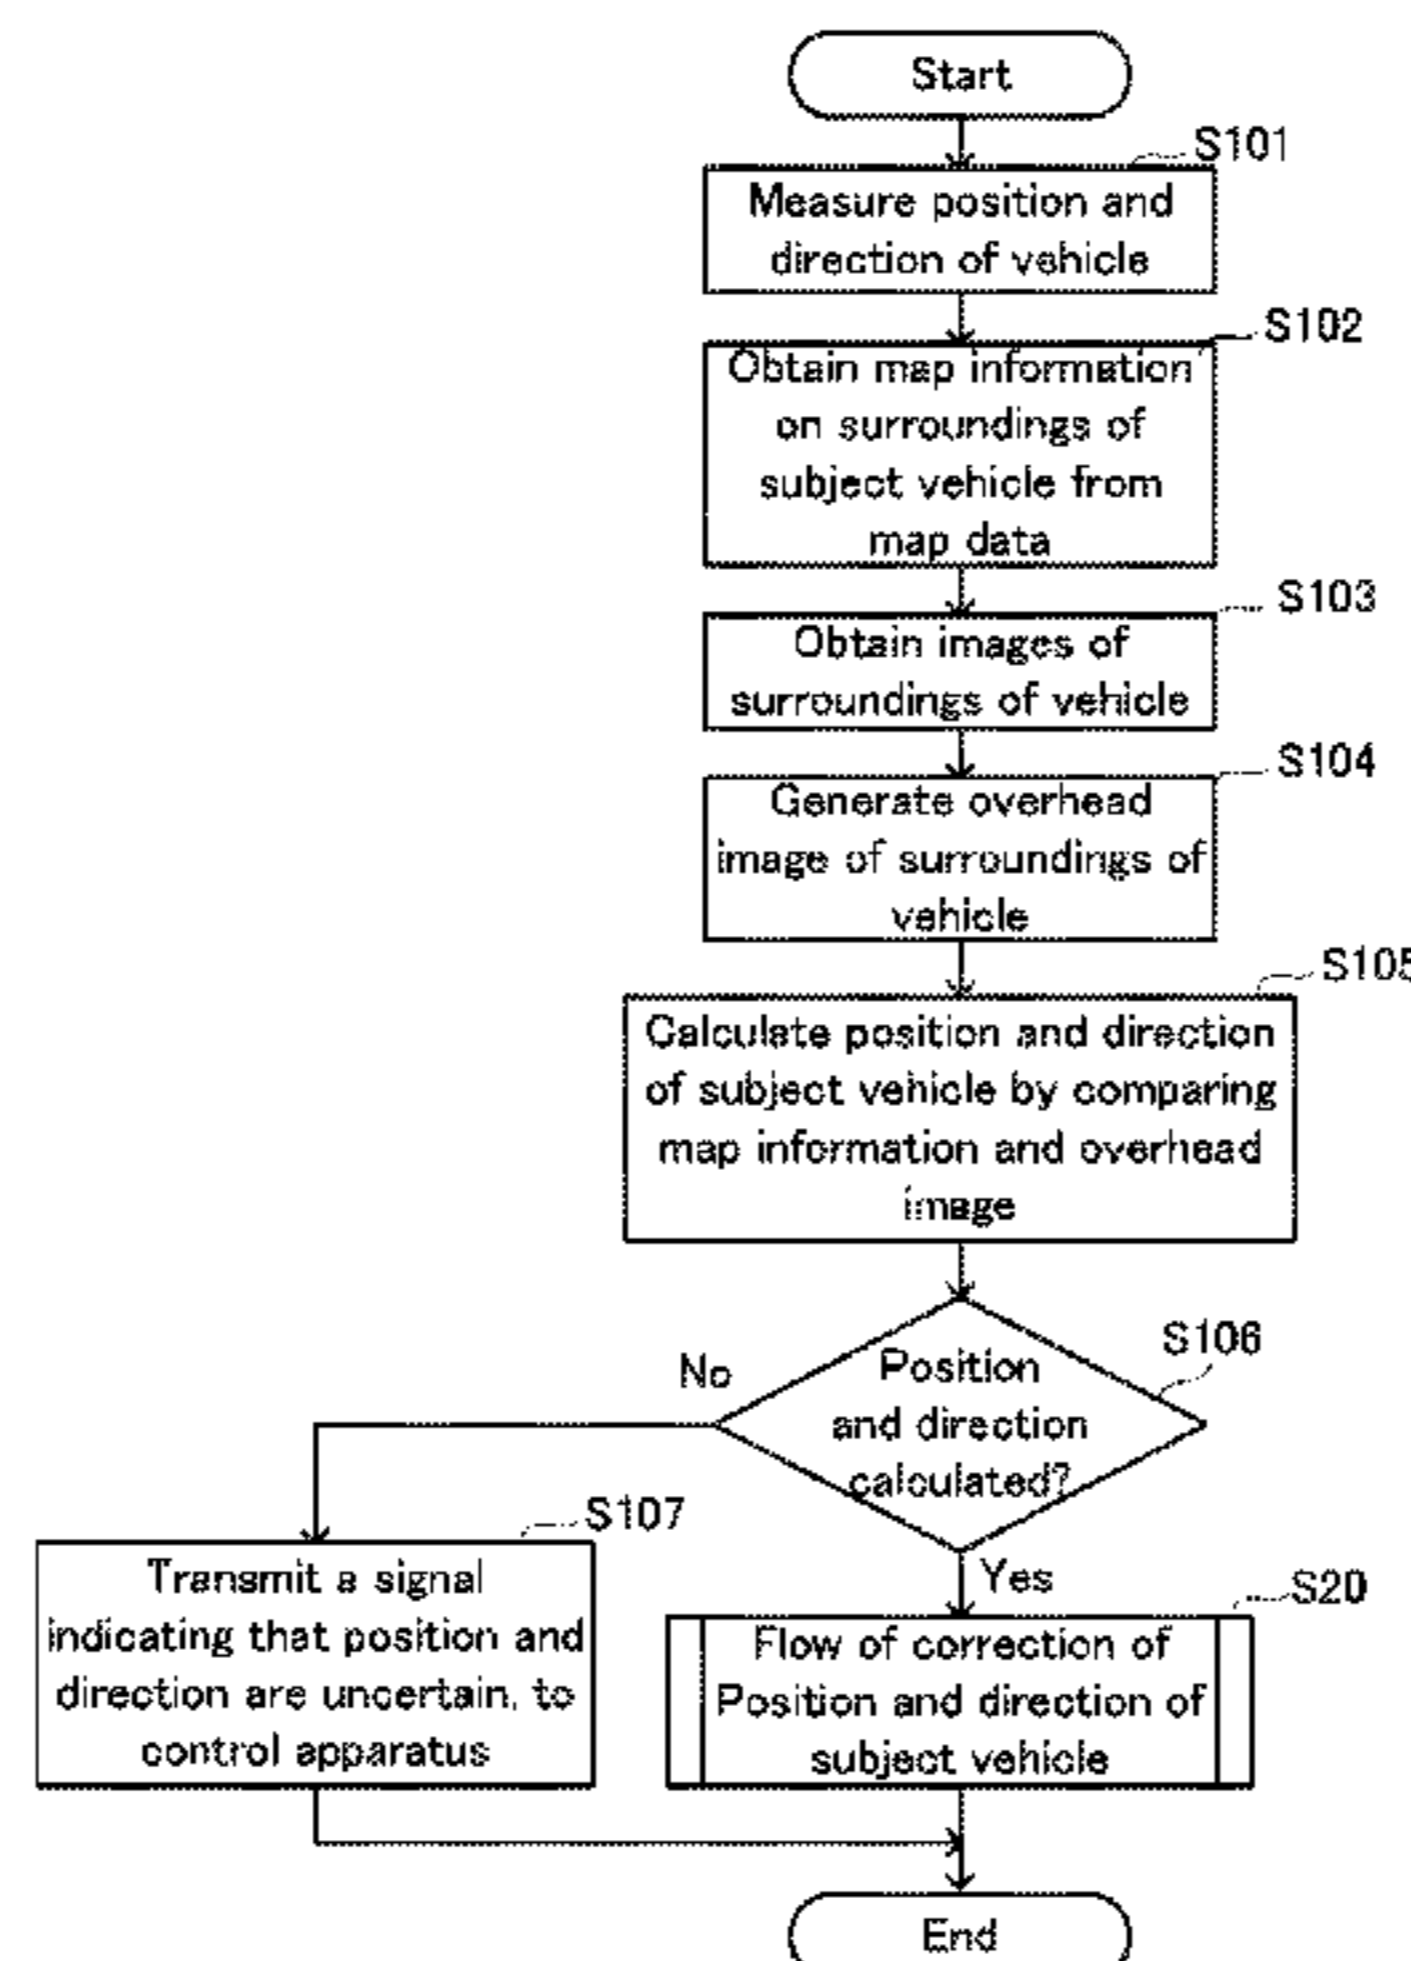 Start
S101
Measure position and
direction of vehicle
S102
Obtain map information
on surroundings of
subject vehicle from
map data
S103
Obtain images of
surroundings of vehicle
S104
Generate overhead
image of surroundings of
vehicle
S105
Calculate position and direction
of subject vehicle by comparing
map information and overhead
image
S106
No
Position
and direction
calculated?
Yes
S107
Transmit a signal
indicating that position and
direction are uncertain, to
control apparatus
S20
Flow of correction of
Position and direction of
subject vehicle
End